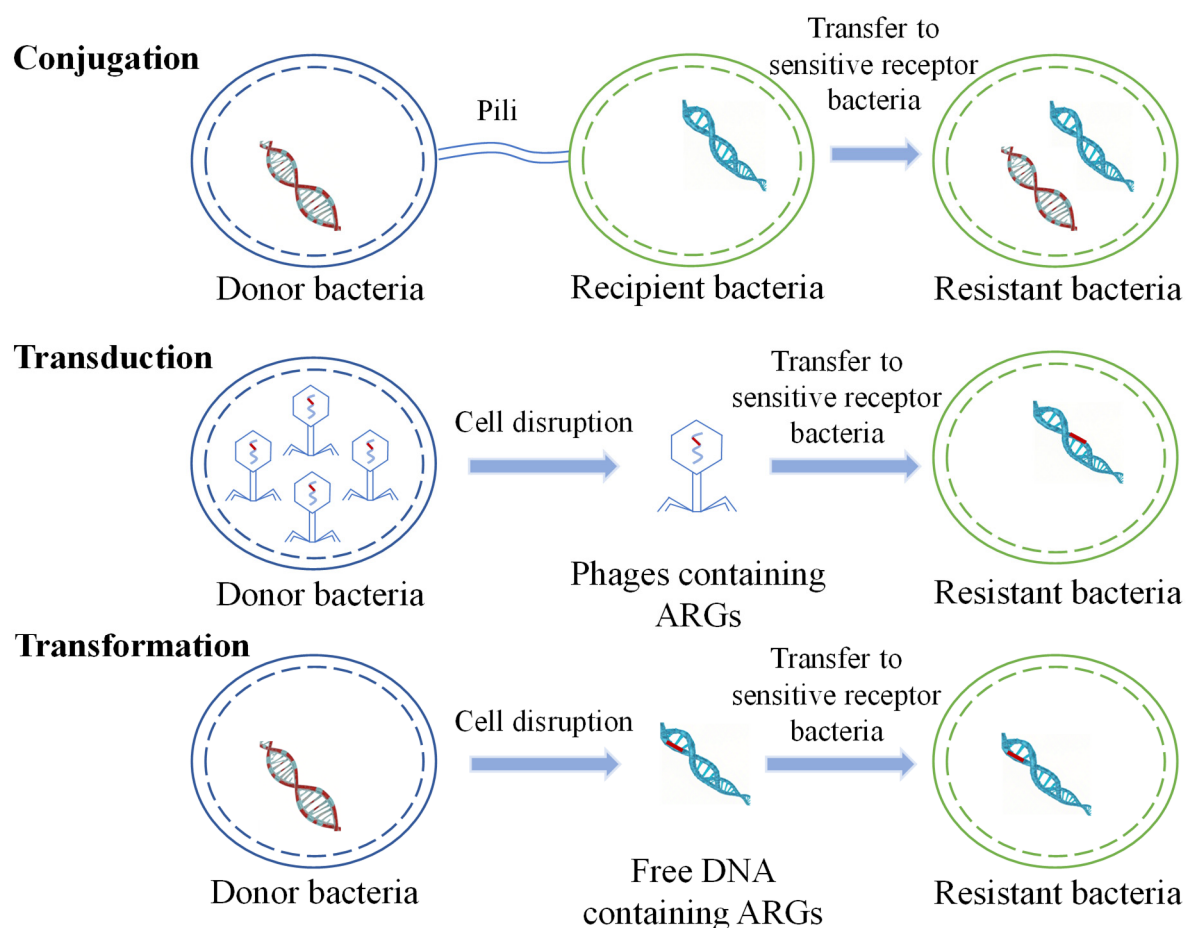 Conjugation
Pili
Transfer to
sensitive receptor
bacteria
Donor bacteria
Recipient bacteria
Resistant bacteria
Transduction
Cell disruption
Transfer to
sensitive receptor
bacteria
Donor bacteria
Phages containing
ARGs
Resistant bacteria
Transformation
Cell disruption
Transfer to
sensitive receptor
bacteria
Donor bacteria
Free DNA
containing ARGs
Resistant bacteria